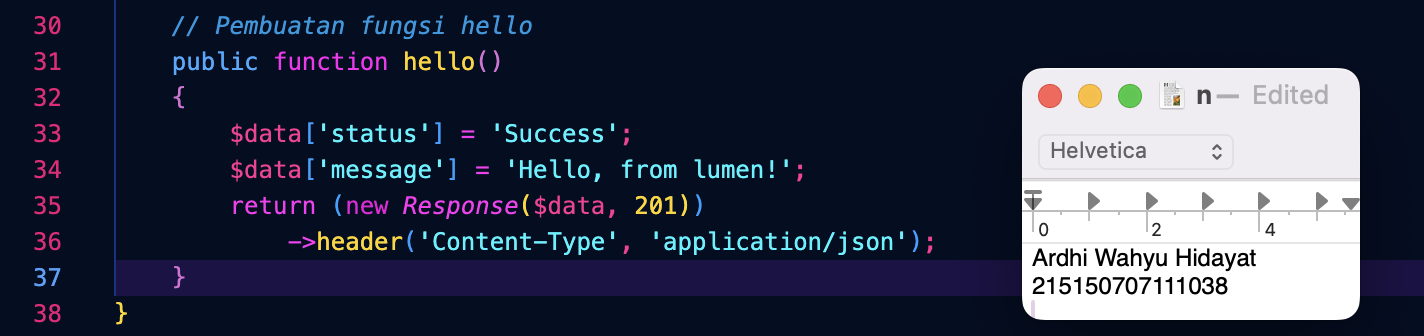 30 // Pembuatan fungsi hello
31 public function hello()
32 {
33 $data['status'] = 'Success';
34 $data['message'] = 'Hello, from lumen!';
35 return (new Response($data, 201))
36 ->header('Content-Type', 'application/json');
37 }
38 }
n — Edited
Helvetica
0 2 4
Ardhi Wahyu Hidayat
215150707111038